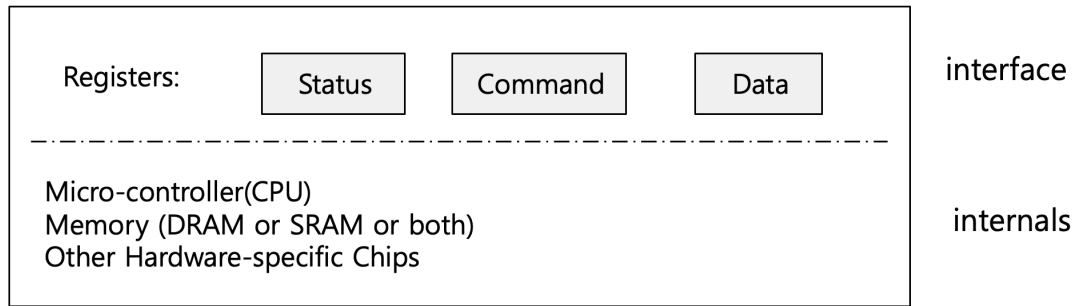 Registers: Status Command Data interface
Micro-controller(CPU)
Memory (DRAM or SRAM or both) internals
Other Hardware-specific Chips